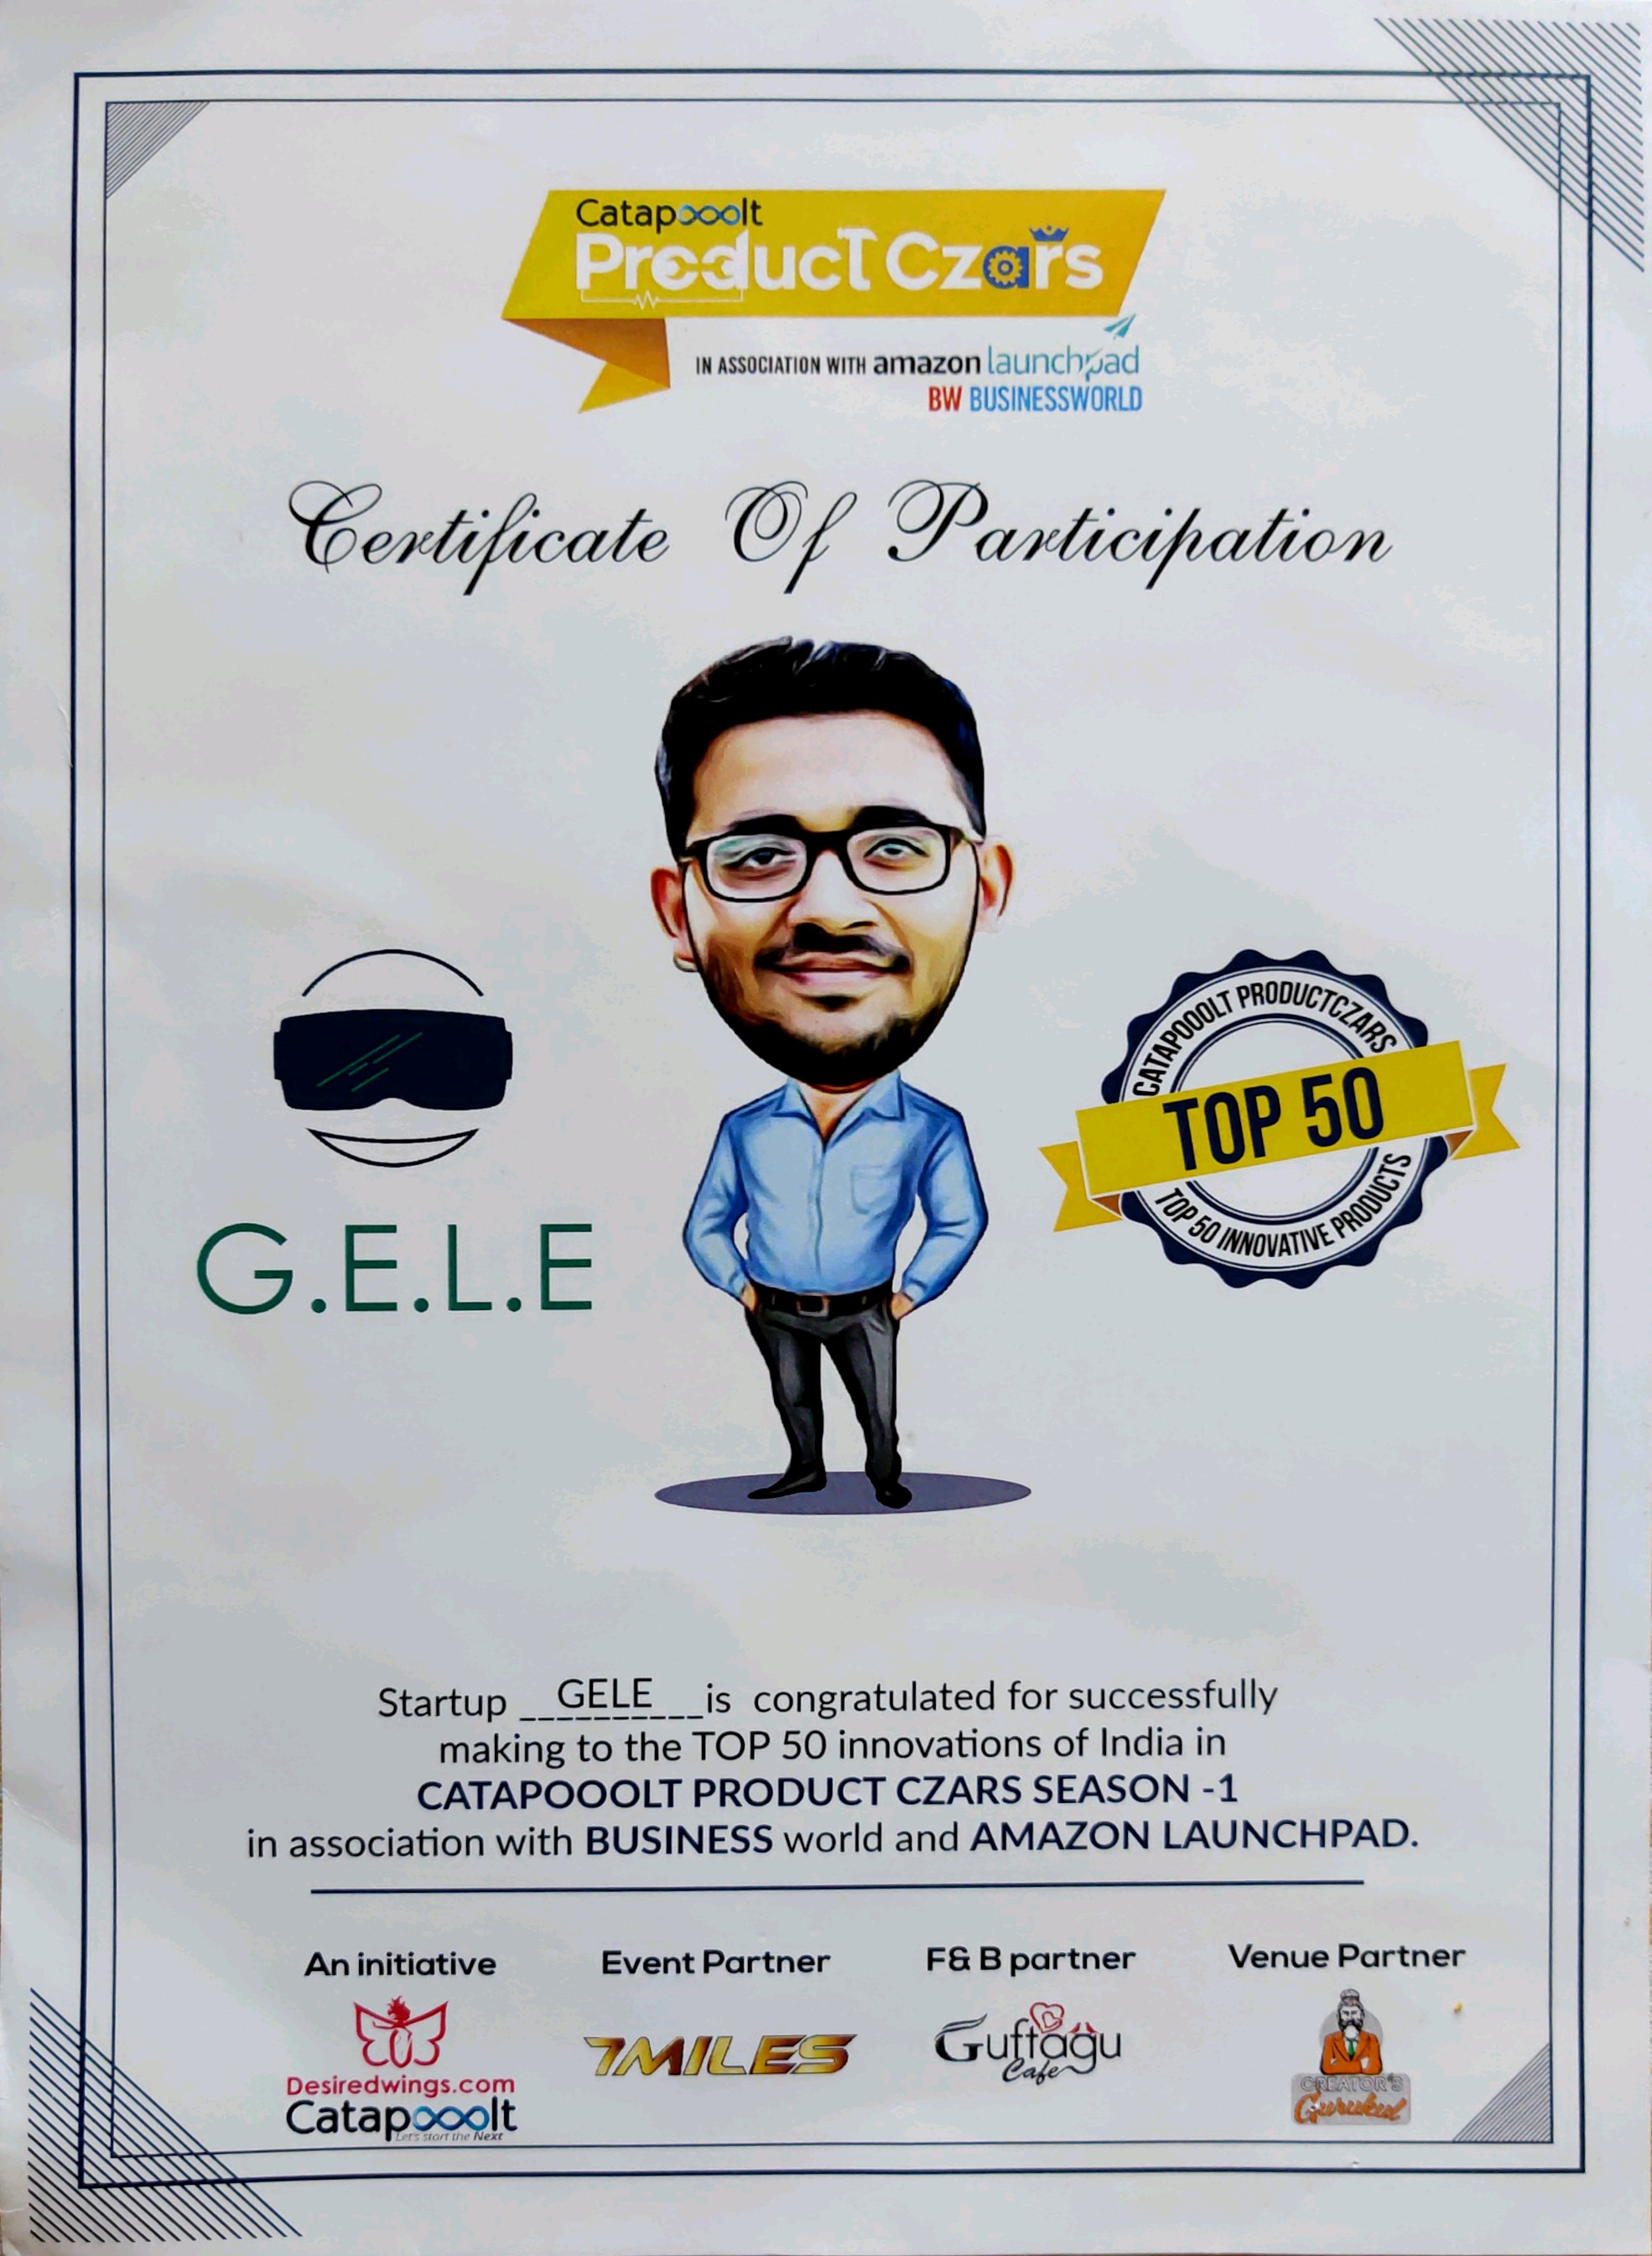 Catapooolt
Product Czars
IN ASSOCIATION WITH amazon launchpad
BW BUSINESSWORLD
Certificate Of Participation
G.E.L.E
CATAPOOOLT PRODUCTCZARS
TOP 50
TOP 50 INNOVATIVE PRODUCTS
Startup __GELE__is congratulated for successfully
making to the TOP 50 innovations of India in
CATAPOOOLT PRODUCT CZARS SEASON -1
in association with BUSINESS world and AMAZON LAUNCHPAD.
An initiative Event Partner F& B partner Venue Partner
Desiredwings.com
Catapooolt
Let's start the Next
7MILES
Guftagu
Cafe
CREATOR'S
Gurukul